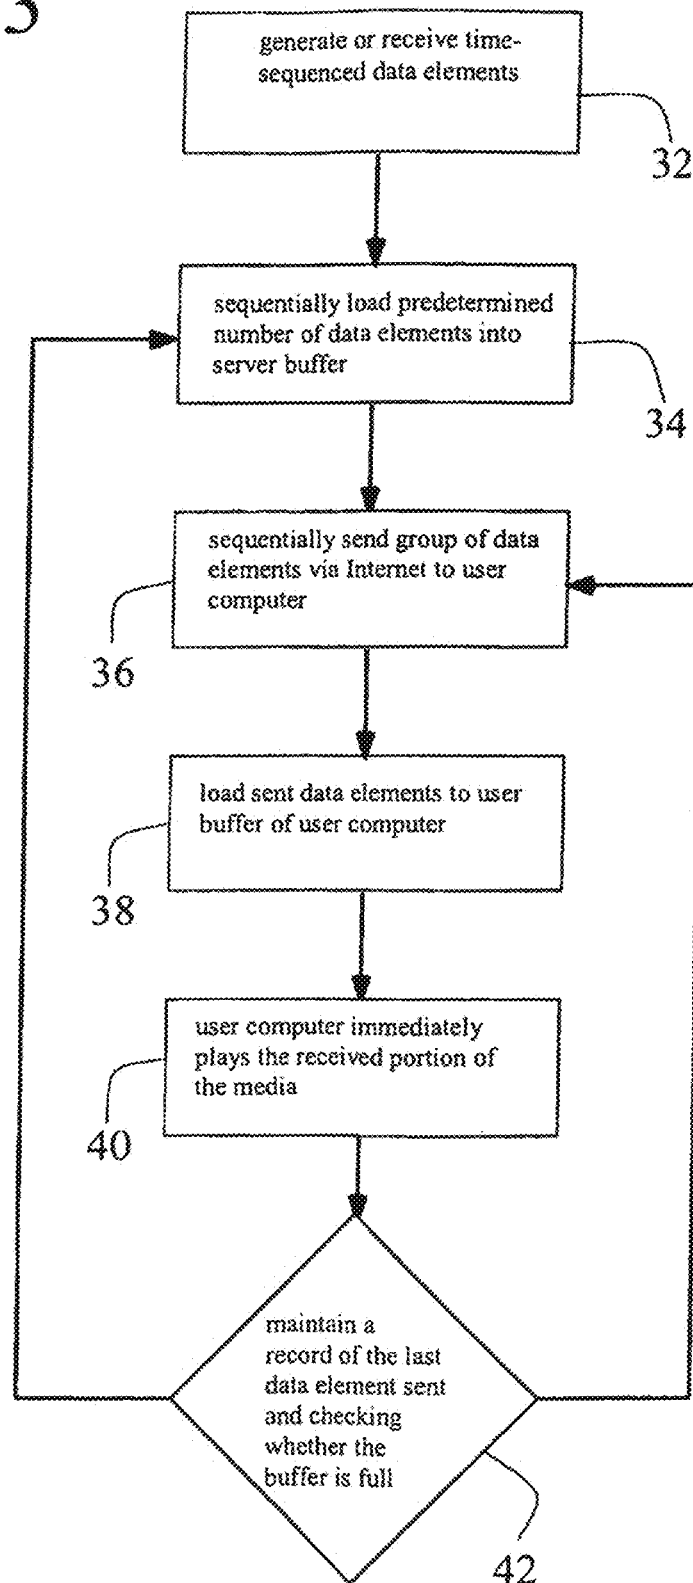 3
generate or receive time-
sequenced data elements
32
sequentially load predetermined
number of data elements into
server buffer
34
sequentially send group of data
elements via Internet to user
computer
36
load sent data elements to user
buffer of user computer
38
user computer immediately
plays the received portion of
the media
40
maintain a
record of the last
data element sent
and checking
whether the
buffer is full
42